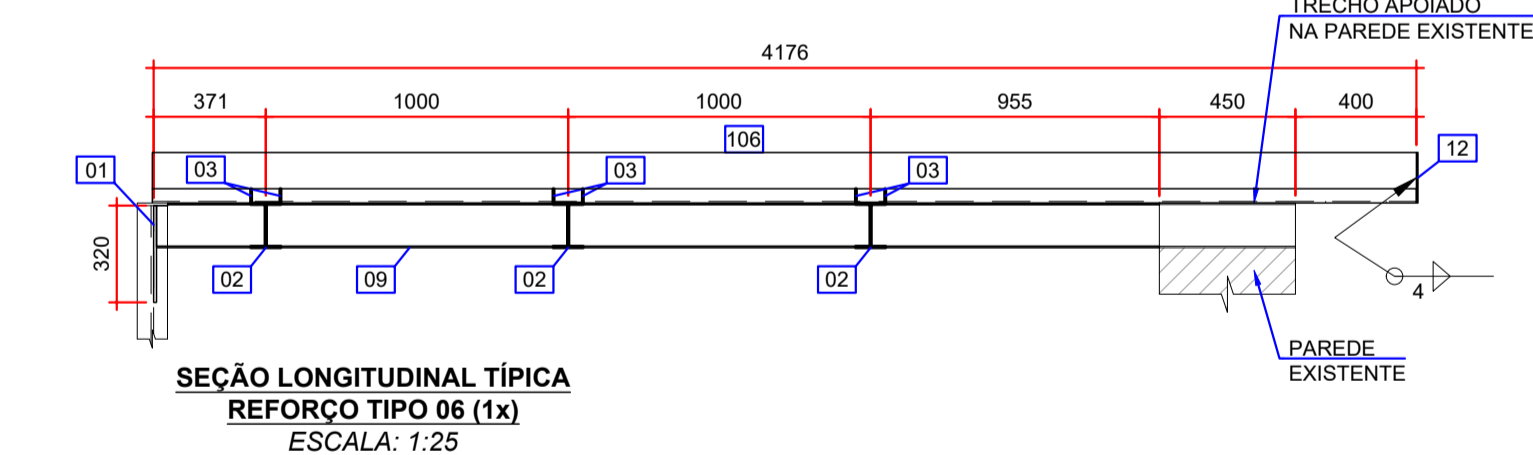 TRECHO APOIADO
NA PAREDE EXISTENTE
4176
371 1000 1000 955 450 400
106
01 03 03 03 12
320
02 09 02 02
4
PAREDE
EXISTENTE
SEÇÃO LONGITUDINAL TÍPICA
REFORÇO TIPO 06 (1x)
ESCALA: 1:25